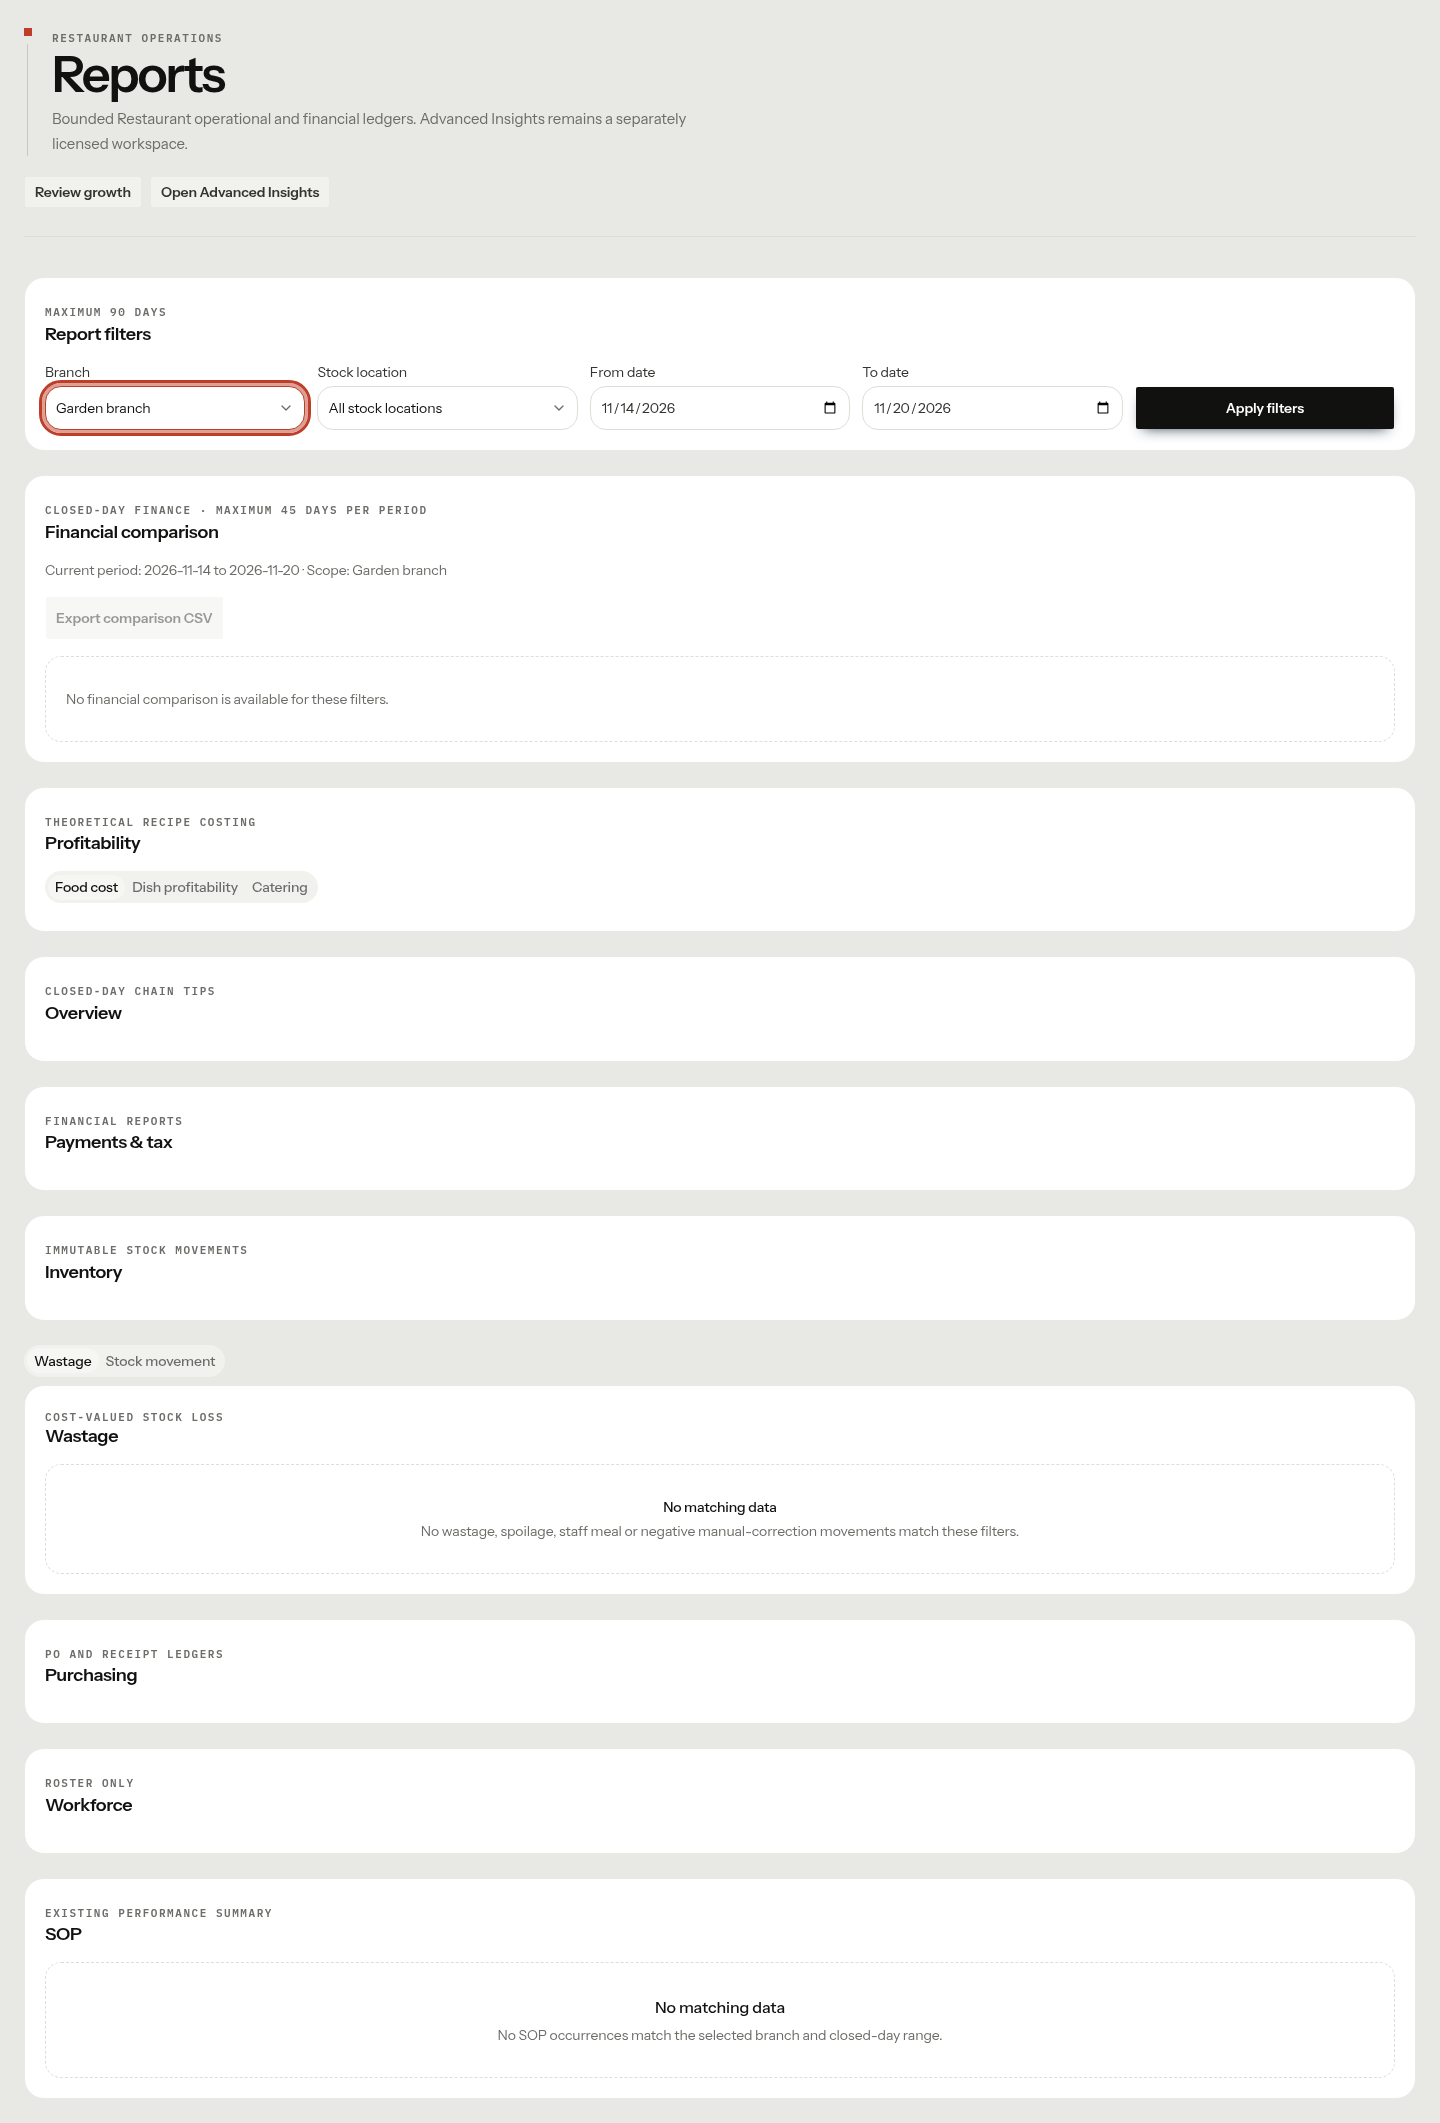 RESTAURANT OPERATIONS
Reports
Bounded Restaurant operational and financial ledgers. Advanced Insights remains a separately
licensed workspace.
Review growth
Open Advanced Insights
MAXIMUM 90 DAYS
Report filters
Branch
Stock location
From date
To date
Garden branch
All stock locations
11/14/2026
11/20/2026
Apply filters
CLOSED-DAY FINANCE · MAXIMUM 45 DAYS PER PERIOD
Financial comparison
Current period: 2026-11-14 to 2026-11-20 · Scope: Garden branch
Export comparison CSV
No financial comparison is available for these filters.
THEORETICAL RECIPE COSTING
Profitability
Food cost
Dish profitability
Catering
CLOSED-DAY CHAIN TIPS
Overview
FINANCIAL REPORTS
Payments & tax
IMMUTABLE STOCK MOVEMENTS
Inventory
Wastage
Stock movement
COST-VALUED STOCK LOSS
Wastage
No matching data
No wastage, spoilage, staff meal or negative manual-correction movements match these filters.
PO AND RECEIPT LEDGERS
Purchasing
ROSTER ONLY
Workforce
EXISTING PERFORMANCE SUMMARY
SOP
No matching data
No SOP occurrences match the selected branch and closed-day range.